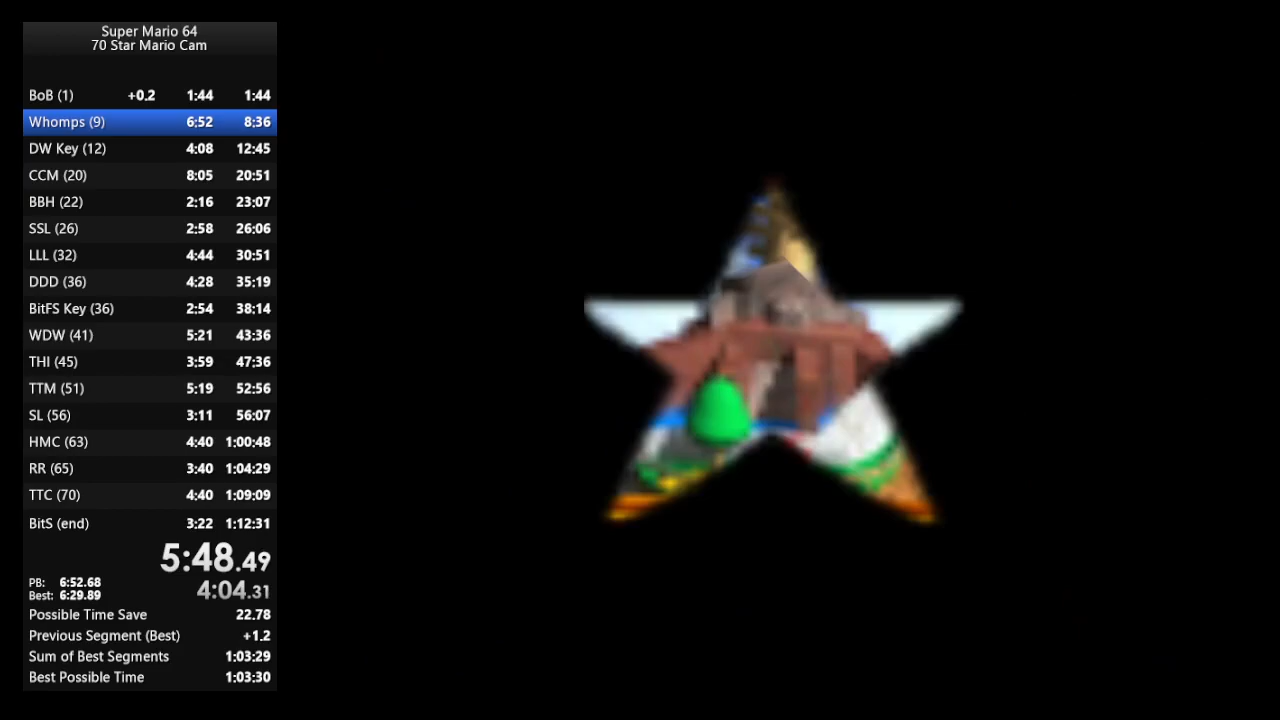 Super Mario 64
70 Star Mario Cam
BoB (1) +0.2 1:44 1:44
Whomps (9) 6:52 8:36
DW Key (12) 4:08 12:45
CCM (20) 8:05 20:51
BBH (22) 2:16 23:07
SSL (26) 2:58 26:06
LLL (32) 4:44 30:51
DDD (36) 4:28 35:19
BitFS Key (36) 2:54 38:14
WDW (41) 5:21 43:36
THI (45) 3:59 47:36
TTM (51) 5:19 52:56
SL (56) 3:11 56:07
HMC (63) 4:40 1:00:48
RR (65) 3:40 1:04:29
TTC (70) 4:40 1:09:09
BitS (end) 3:22 1:12:31
5:48.49
PB: 6:52.68
Best: 6:29.89 4:04.31
Possible Time Save 22.78
Previous Segment (Best) +1.2
Sum of Best Segments 1:03:29
Best Possible Time 1:03:30